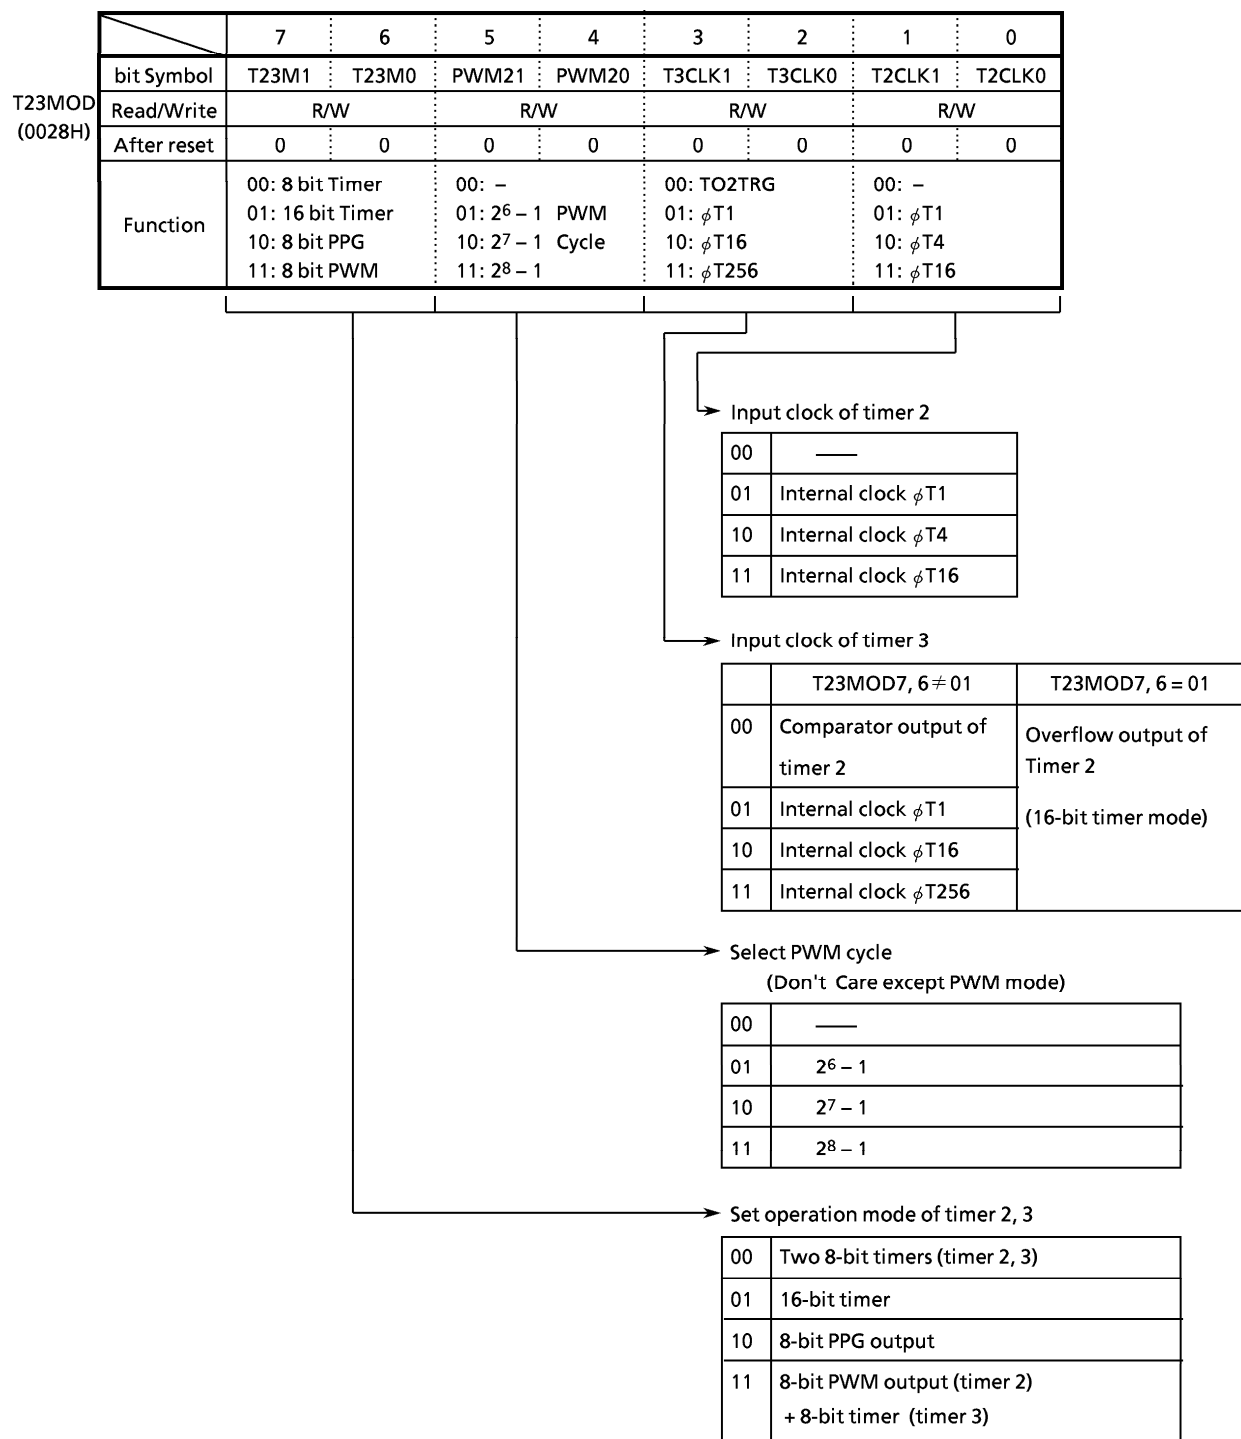 7 6 5 4 3 2 1 0
bit Symbol T23M1 T23M0 PWM21 PWM20 T3CLK1 T3CLK0 T2CLK1 T2CLK0
T23MOD
(0028H)
Read/Write R/W R/W R/W R/W
After reset 0 0 0 0 0 0 0 0
Function
00: 8 bit Timer 00: – 00: TO2TRG 00: –
01: 16 bit Timer 01: 2⁶ – 1 PWM 01: ϕT1 01: ϕT1
10: 8 bit PPG 10: 2⁷ – 1 Cycle 10: ϕT16 10: ϕT4
11: 8 bit PWM 11: 2⁸ – 1 11: ϕT256 11: ϕT16
Input clock of timer 2
00 —
01 Internal clock ϕT1
10 Internal clock ϕT4
11 Internal clock ϕT16
Input clock of timer 3
T23MOD7, 6 ≠ 01 T23MOD7, 6 = 01
00 Comparator output of
timer 2
01 Internal clock ϕT1
10 Internal clock ϕT16
11 Internal clock ϕT256
Overflow output of
Timer 2
(16-bit timer mode)
Select PWM cycle
(Don't Care except PWM mode)
00 —
01 2⁶ – 1
10 2⁷ – 1
11 2⁸ – 1
Set operation mode of timer 2, 3
00 Two 8-bit timers (timer 2, 3)
01 16-bit timer
10 8-bit PPG output
11 8-bit PWM output (timer 2)
+ 8-bit timer (timer 3)